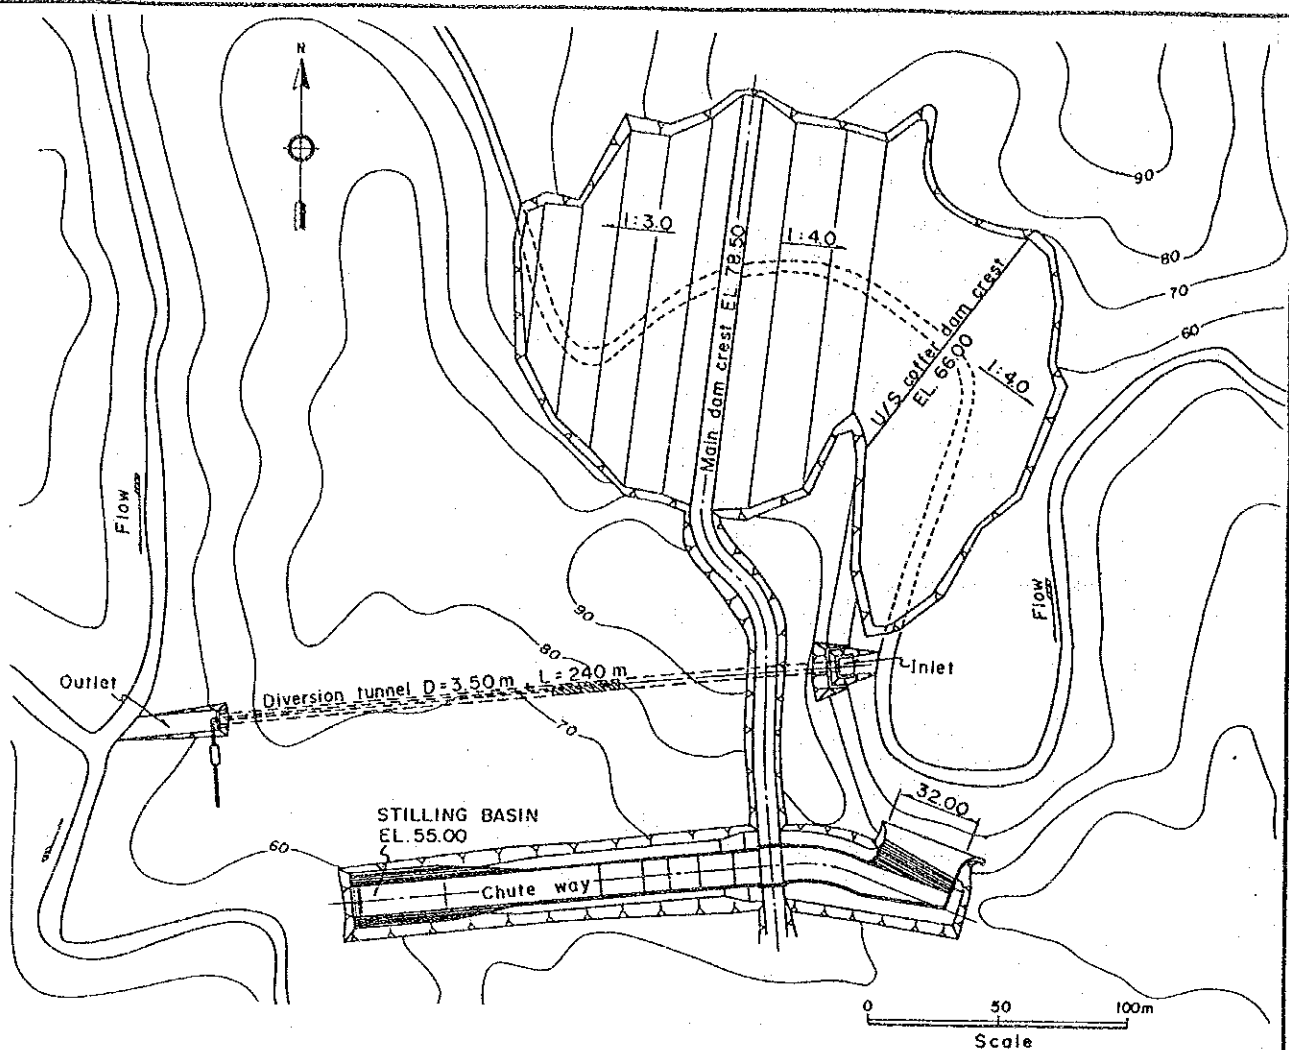 N
90
80
70
60
1:3.0
1:4.0
Main dam crest EL. 78.50
U/S coffer dam crest
EL. 66.00
1:4.0
Flow
Flow
90
80
70
60
Inlet
Outlet
Diversion tunnel D=3.50m , L=240m
32.00
STILLING BASIN
EL.55.00
Chute way
0 50 100m
Scale